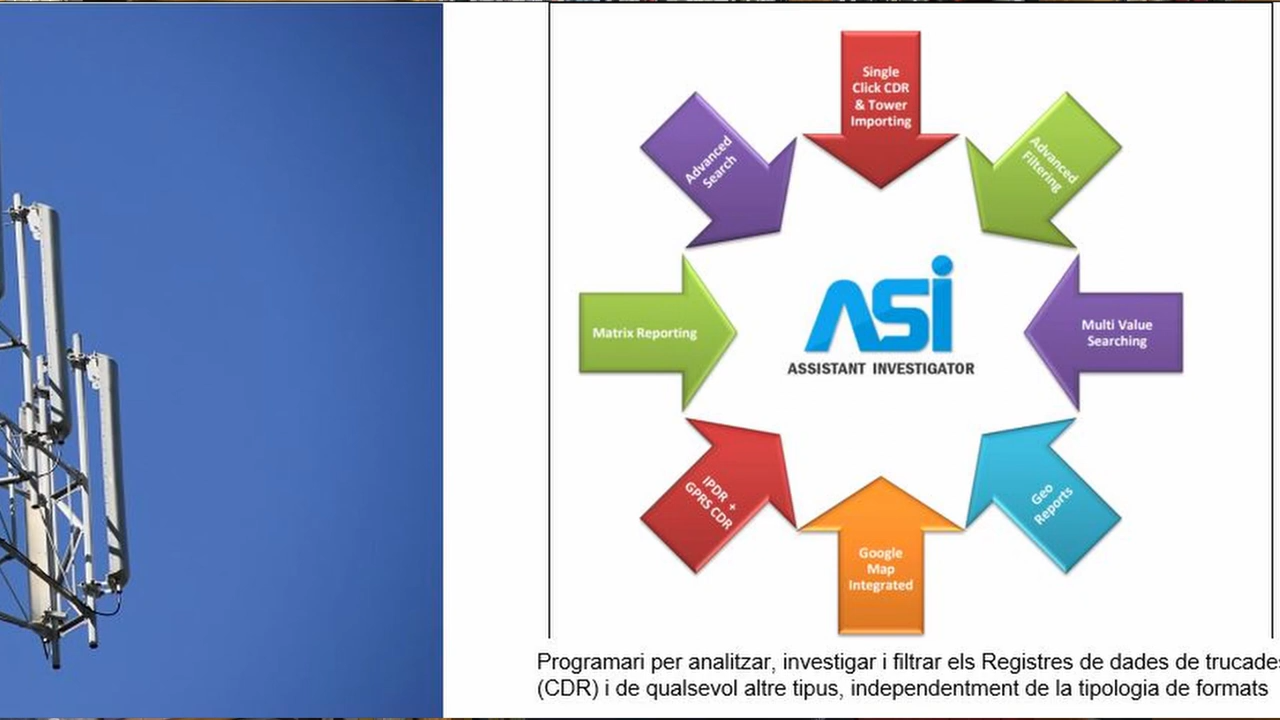 Single
Click CDR
& Tower
Importing
Advanced
Search
Advanced
Filtering
Matrix Reporting
ASi
ASSISTANT INVESTIGATOR
Multi Value
Searching
IPDR +
GPRS CDR
Geo
Reports
Google
Map
Integrated
Programari per analitzar, investigar i filtrar els Registres de dades de trucades
(CDR) i de qualsevol altre tipus, independentment de la tipologia de formats